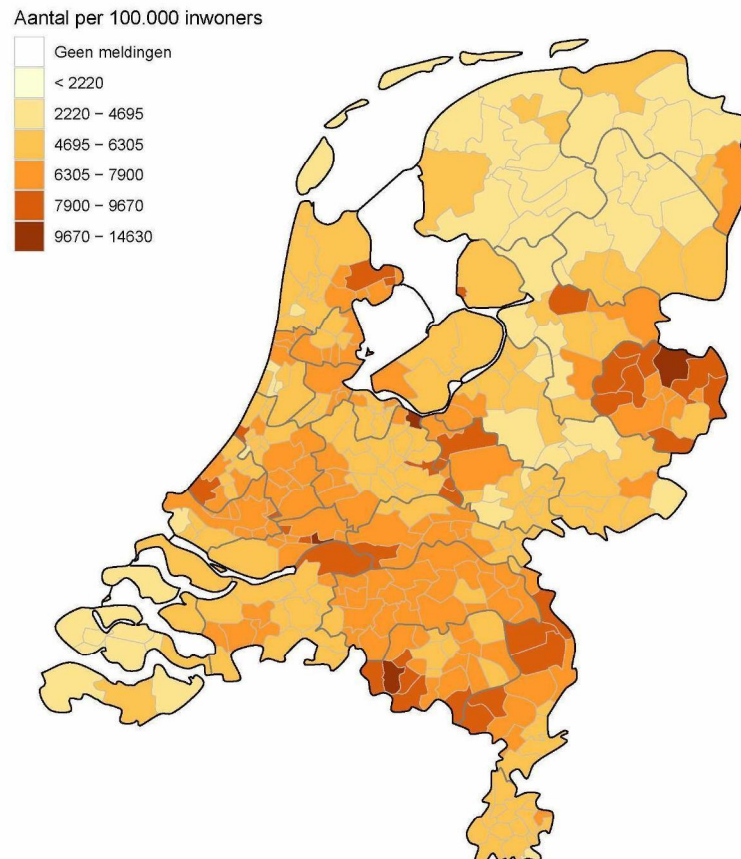 Aantal per 100.000 inwoners
Geen meldingen
< 2220
2220 – 4695
4695 – 6305
6305 – 7900
7900 – 9670
9670 – 14630